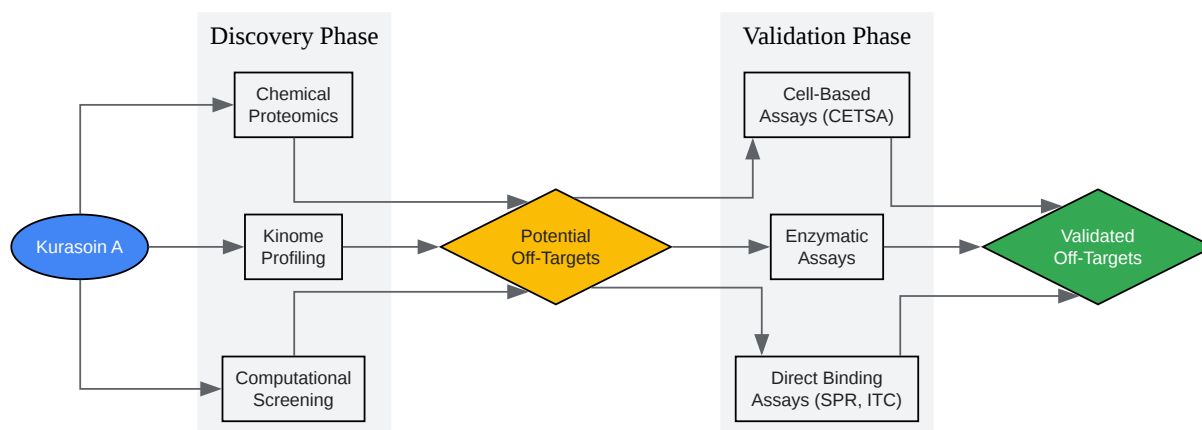 Discovery Phase
Validation Phase
Chemical
Proteomics
Cell-Based
Assays (CETSA)
Kurasoin A
Kinome
Profiling
Potential
Off-Targets
Enzymatic
Assays
Validated
Off-Targets
Computational
Screening
Direct Binding
Assays (SPR, ITC)